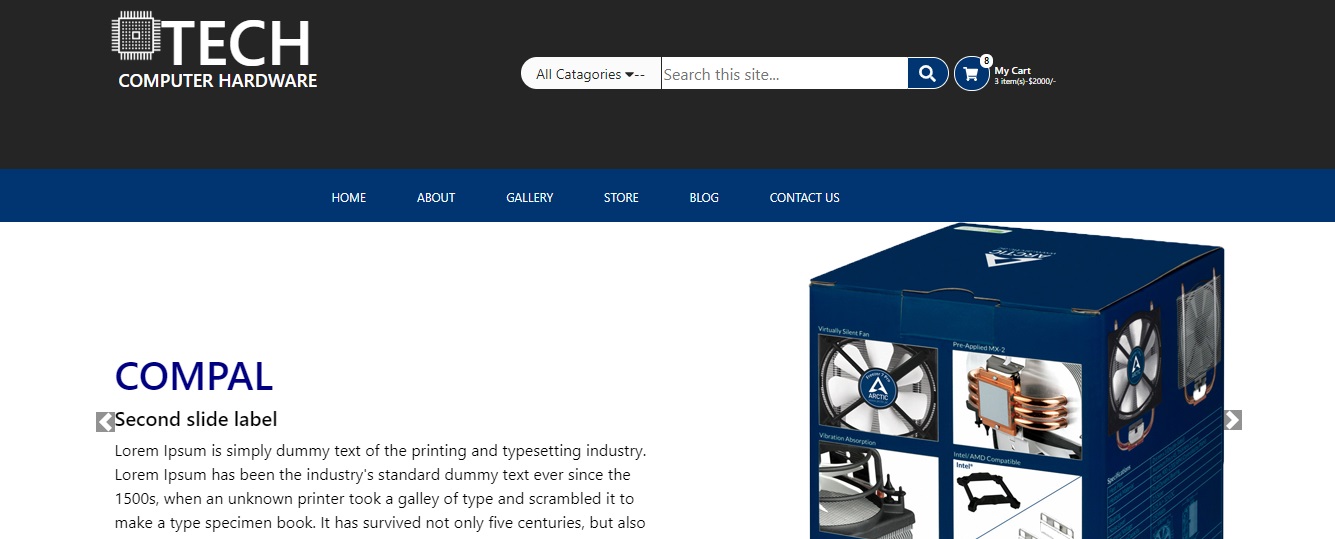 TECH
COMPUTER HARDWARE
All Catagories --
Search this site...
8
My Cart
3 item(s)-$2000/-
HOME
ABOUT
GALLERY
STORE
BLOG
CONTACT US
COMPAL
Second slide label
Lorem Ipsum is simply dummy text of the printing and typesetting industry.
Lorem Ipsum has been the industry's standard dummy text ever since the
1500s, when an unknown printer took a galley of type and scrambled it to
make a type specimen book. It has survived not only five centuries, but also
ARCTIC
Virtually Silent Fan
Pre-Applied MX-2
ARCTIC
Vibration Absorption
Intel/AMD Compatible
Intel®
Specifications